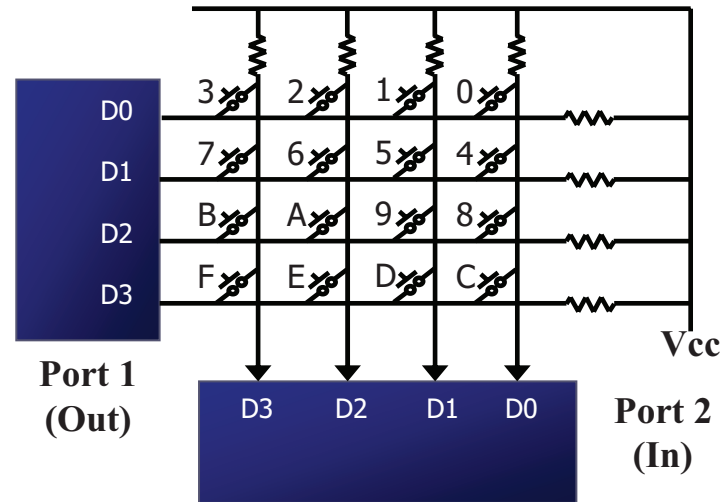 3 2 1 0
D0
7 6 5 4
D1
B A 9 8
D2
F E D C
D3
Vcc
Port 1
(Out)
D3 D2 D1 D0
Port 2
(In)